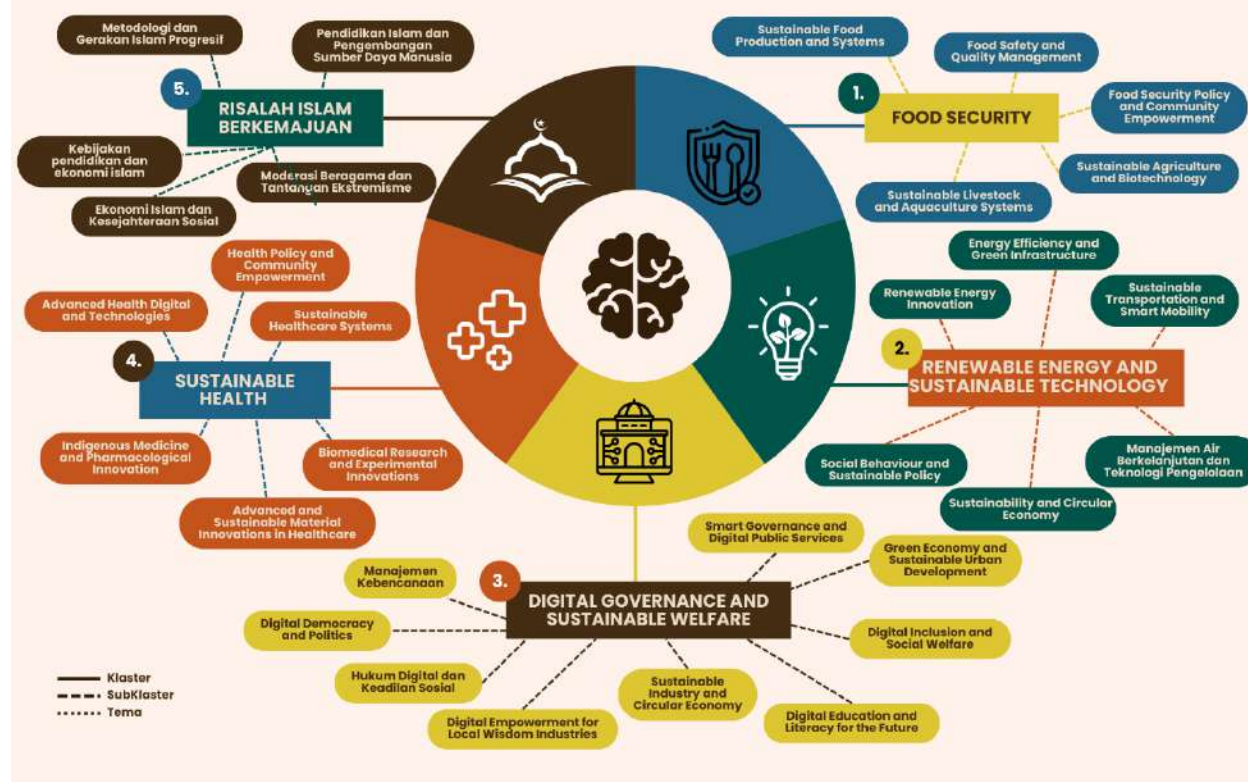 Metodologi dan
Gerakan Islam Progresif
Pendidikan Islam dan
Pengembangan
Sumber Daya Manusia
5.
RISALAH ISLAM
BERKEMAJUAN
Kebijakan
pendidikan dan
ekonomi islam
Moderasi Beragama dan
Tantanyan Ekstremisme
Ekonomi Islam dan
Kesejahteraan Sosial
Sustainable Food
Production and Systems
Food Safety and
Quality Management
1.
FOOD SECURITY
Food Security Policy
and Community
Empowerment
Sustainable Agriculture
and Biotechnology
Sustainable Livestock
and Aquaculture Systems
Health Policy and
Community
Empowerment
Advanced Health Digital
and Technologies
Sustainable
Healthcare Systems
4.
SUSTAINABLE
HEALTH
Indigenous Medicine
and Pharmacological
Innovation
Biomedical Research
and Experimental
Innovations
Advanced and
Sustainable Material
Innovations in Healthcare
Energy Efficiency and
Green Infrastructure
Renewable Energy
Innovation
Sustainable
Transportation and
Smart Mobility
2.
RENEWABLE ENERGY AND
SUSTAINABLE TECHNOLOGY
Social Behaviour and
Sustainable Policy
Manajemen Air
Berkelanjutan dan
Teknologi Pengelolaan
Sustainability and Circular
Economy
Smart Governance and
Digital Public Services
Green Economy and
Sustainable Urban
Development
Manajemen
Kebencanaan
3.
DIGITAL GOVERNANCE AND
SUSTAINABLE WELFARE
Digital Democracy
and Politics
Digital Inclusion and
Social Welfare
Hukum Digital dan
Keadilan Sosial
Sustainable
Industry and
Circular Economy
Digital Empowerment for
Local Wisdom Industries
Digital Education and
Literacy for the Future
Klaster
SubKlaster
Tema